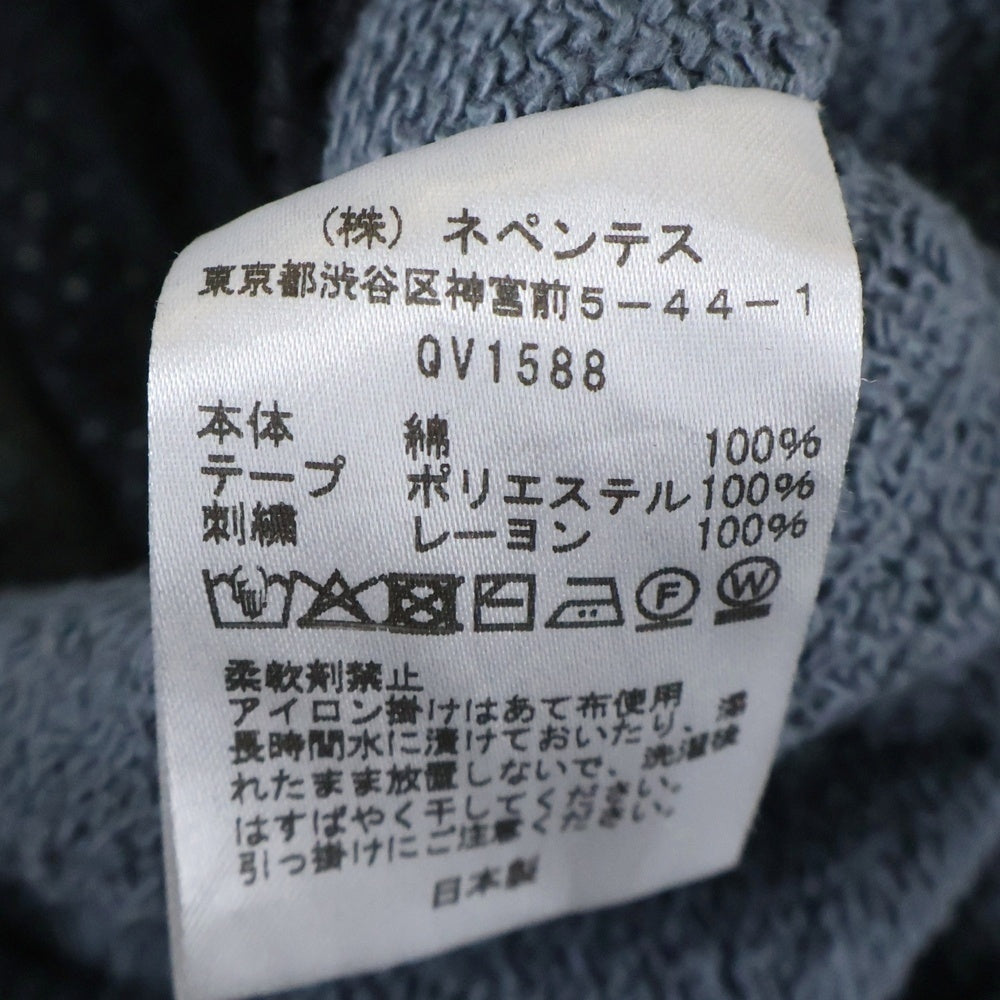 （株）ネペンテス
東京都渋谷区神宮前5-44-1
QV1588
本体 綿 100%
テープ ポリエステル 100%
刺繍 レーヨン 100%
F W
柔軟剤禁止
アイロン掛けはあて布使用
長時間水に漬けておいたり、濡
れたまま放置しないで、洗濯後
はすばやく干してください。
引っ掛けにご注意ください。
日本製